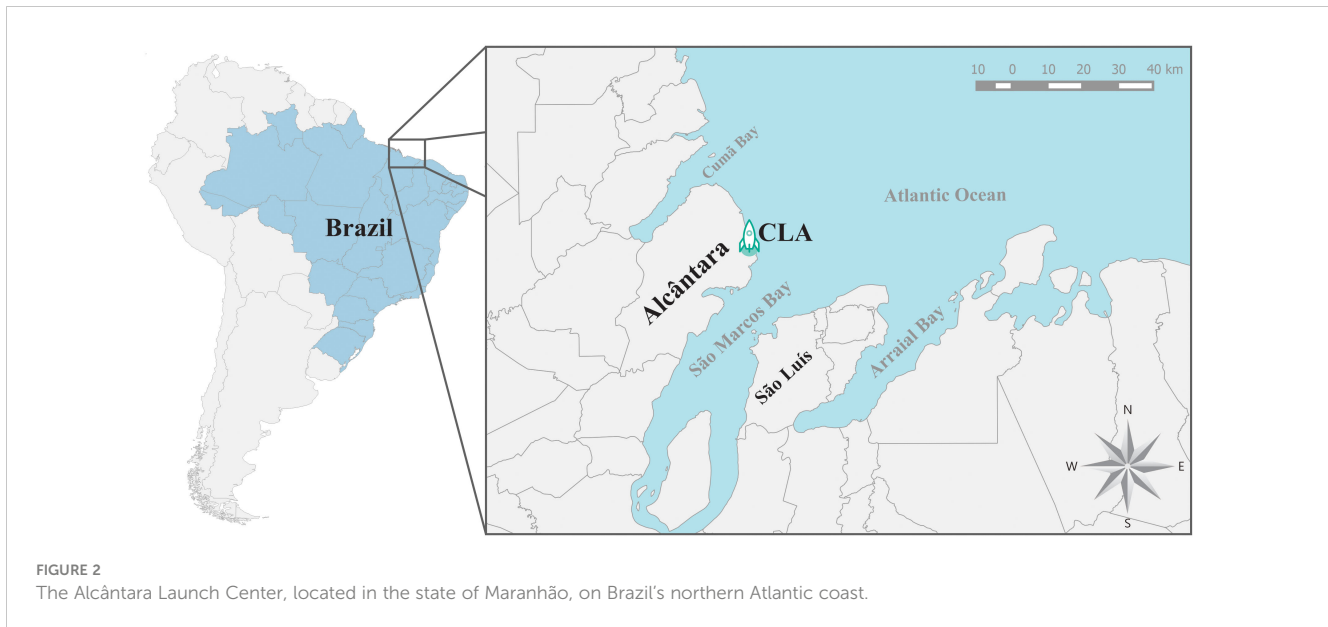 10 0 10 20 30 40 km
Cumã Bay
Atlantic Ocean
Brazil
CLA
Alcântara
São Marcos Bay
São Luís
Arraial Bay
N
W E
S
FIGURE 2
The Alcântara Launch Center, located in the state of Maranhão, on Brazil’s northern Atlantic coast.